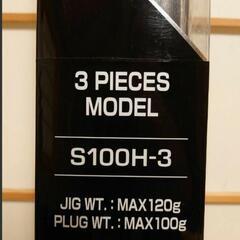 3 PIECES
MODEL
S100H-3
JIG WT. : MAX120g
PLUG WT. : MAX100g